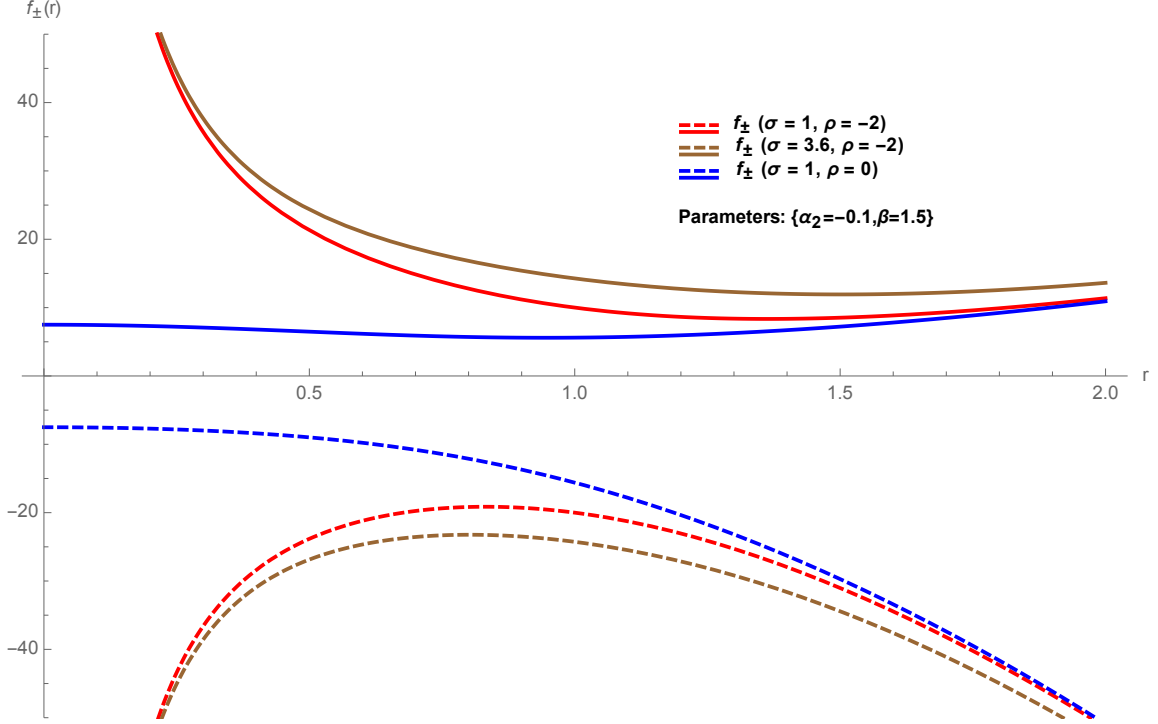 f±(r)
40
20
−20
−40
0.5
1.0
1.5
2.0
r
f± (σ = 1, ρ = −2)
f± (σ = 3.6, ρ = −2)
f± (σ = 1, ρ = 0)
Parameters: {α2=−0.1,β=1.5}